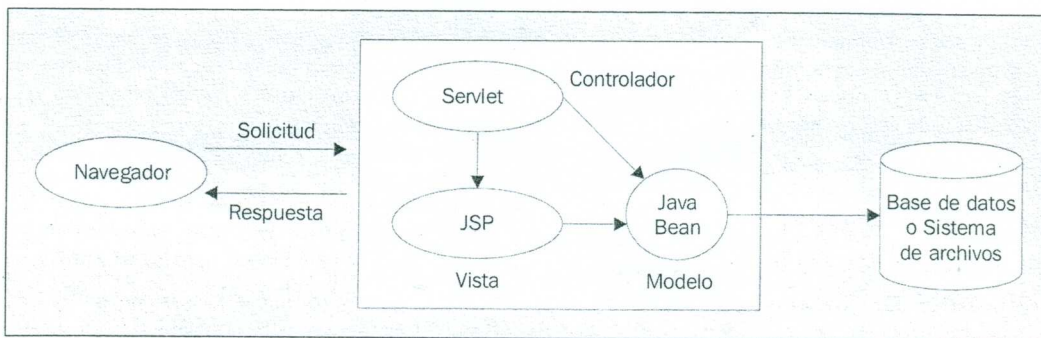 Navegador
Solicitud
Respuesta
Servlet
Controlador
JSP
Vista
Java
Bean
Modelo
Base de datos
o Sistema
de archivos